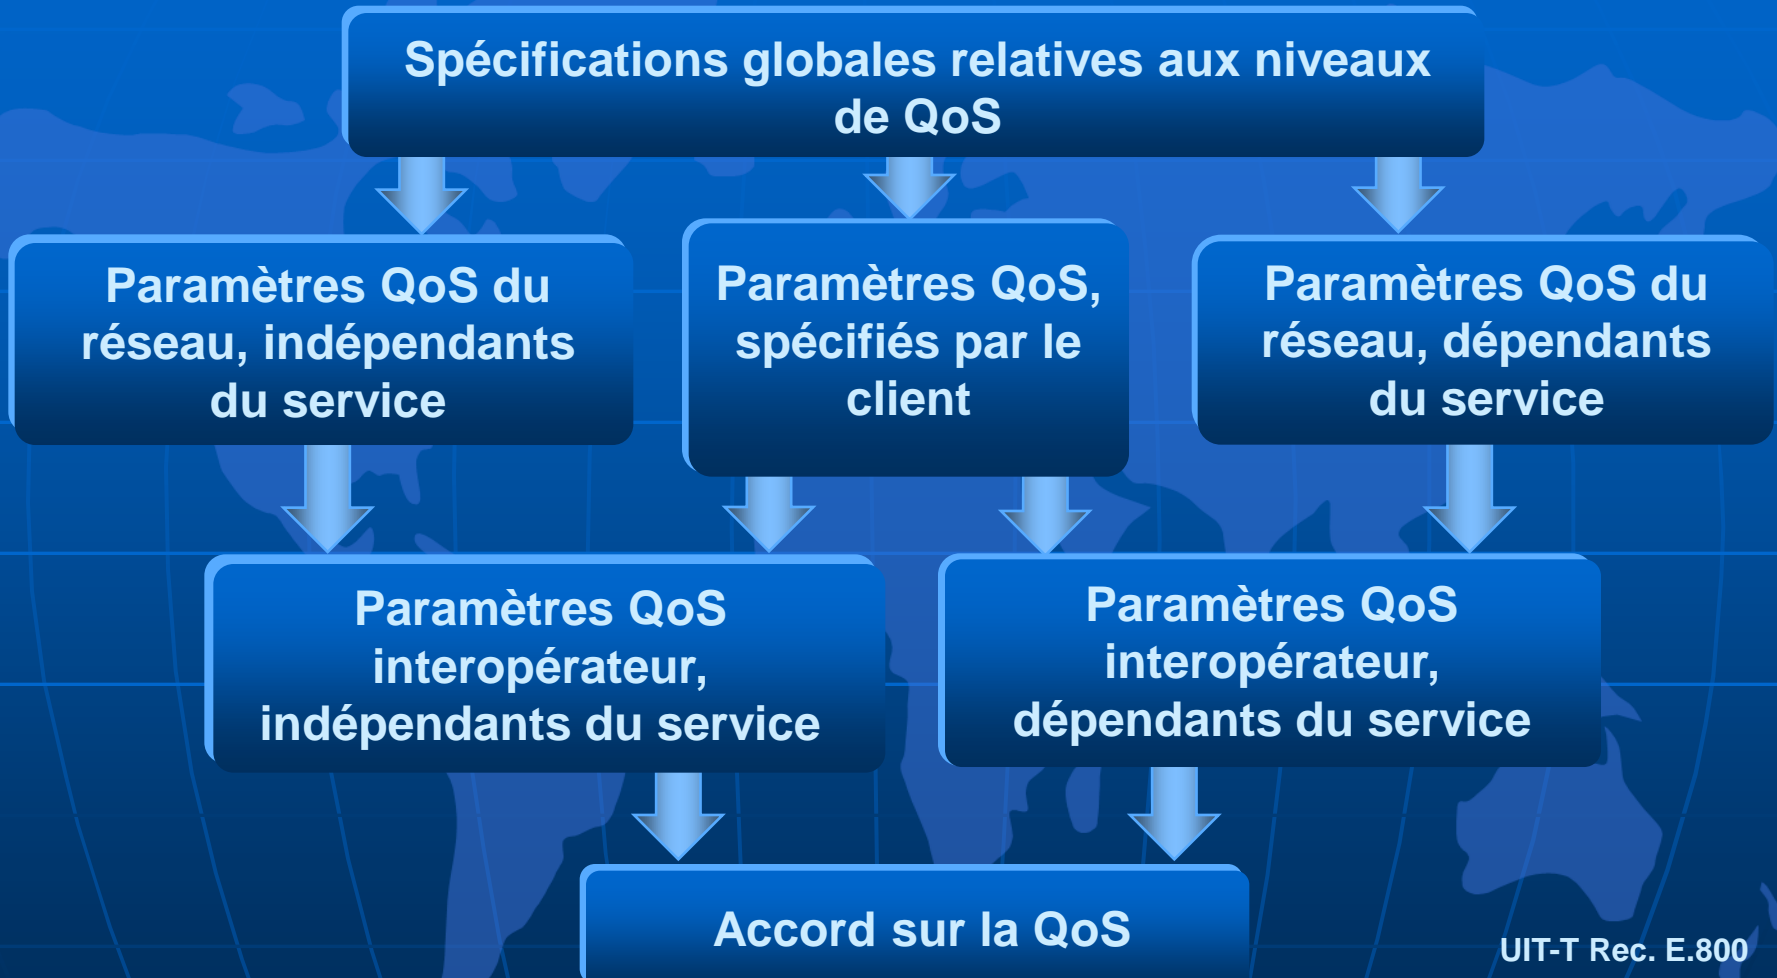 Spécifications globales relatives aux niveaux
de QoS
Paramètres QoS du
réseau, indépendants
du service
Paramètres QoS,
spécifiés par le
client
Paramètres QoS du
réseau, dépendants
du service
Paramètres QoS
interopérateur,
indépendants du service
Paramètres QoS
interopérateur,
dépendants du service
Accord sur la QoS
UIT-T Rec. E.800